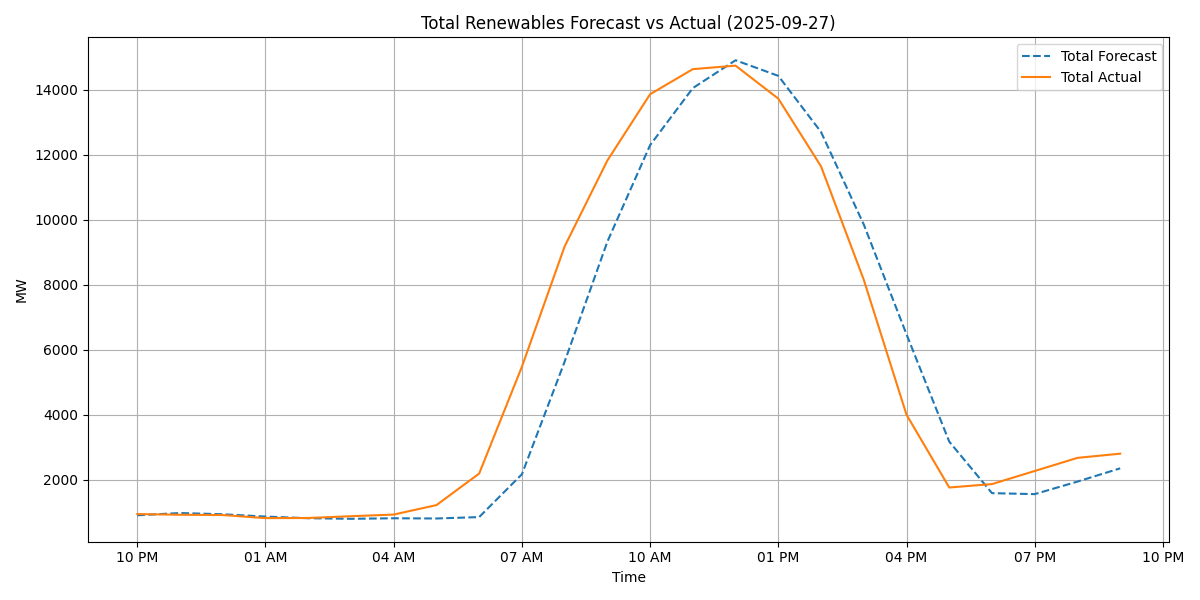 Total Renewables Forecast vs Actual (2025-09-27)
Total Forecast
Total Actual
14000
12000
10000
8000
6000
4000
2000
MW
10 PM
01 AM
04 AM
07 AM
10 AM
01 PM
04 PM
07 PM
10 PM
Time